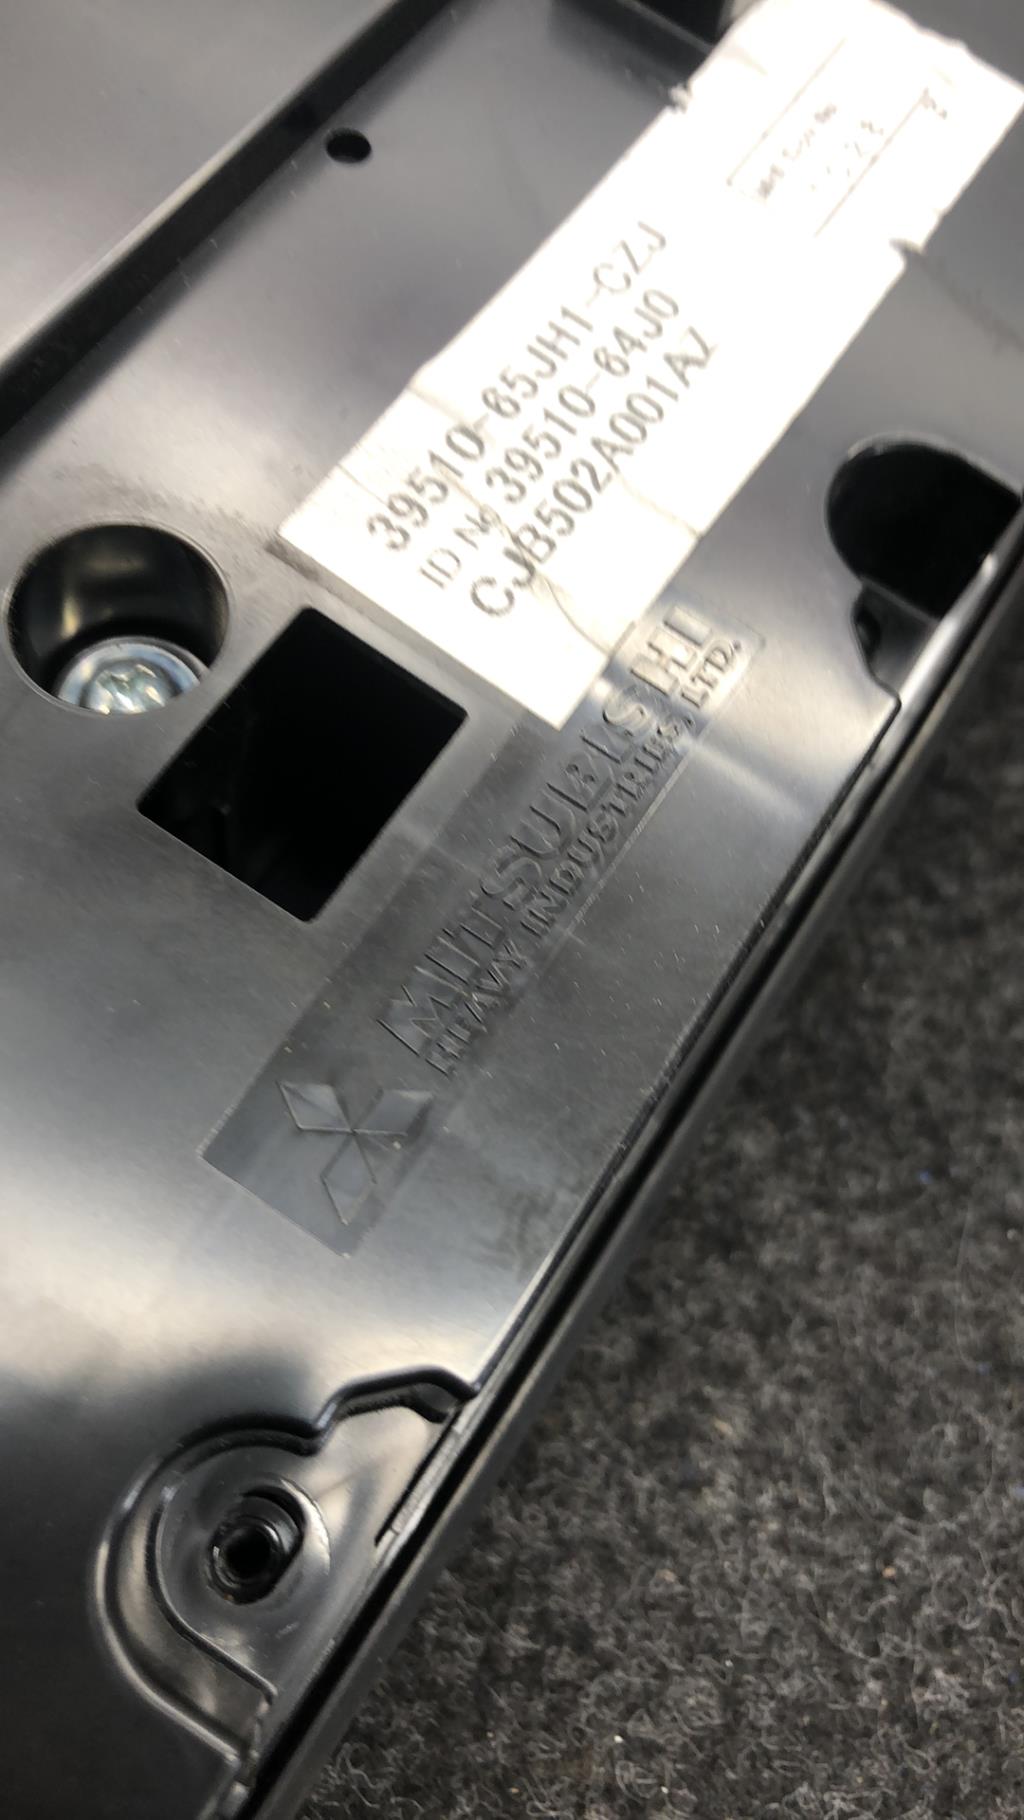 39510-65JH1-CZJ
ID No 39510-64J0
CJB502A001AZ
MITSUBISHI
HEAVY INDUSTRIES, LTD.